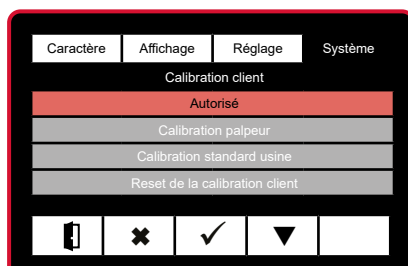 Caractère Affichage Réglage Système
Calibration client
Autorisé
Calibration palpeur
Calibration standard usine
Reset de la calibration client